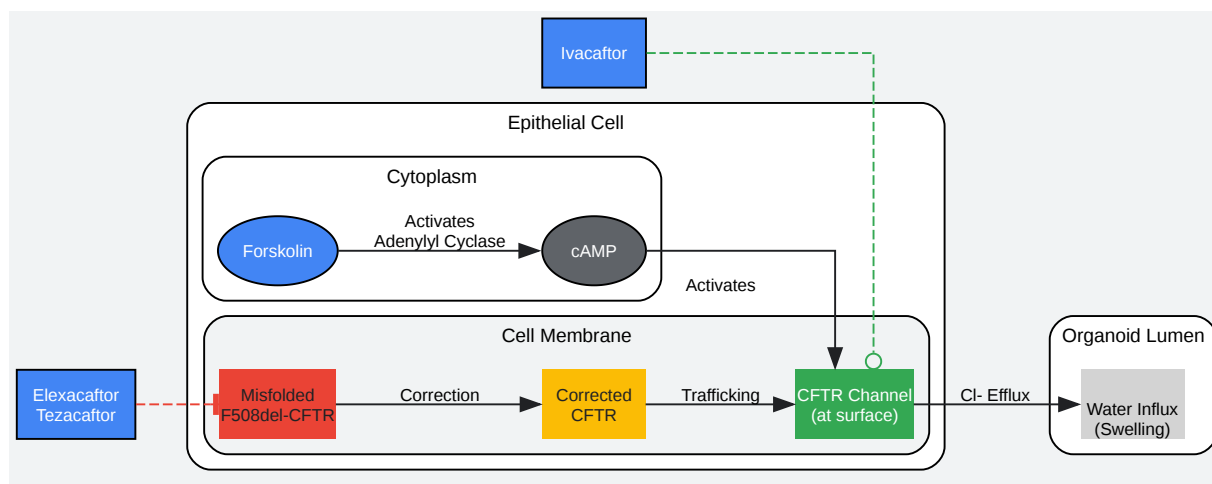 Ivacaftor
Epithelial Cell
Cytoplasm
Activates
Adenylyl Cyclase
Forskolin
cAMP
Activates
Cell Membrane
Organoid Lumen
Elexacaftor
Tezacaftor
Misfolded
F508del-CFTR
Correction
Corrected
CFTR
Trafficking
CFTR Channel
(at surface)
Cl- Efflux
Water Influx
(Swelling)